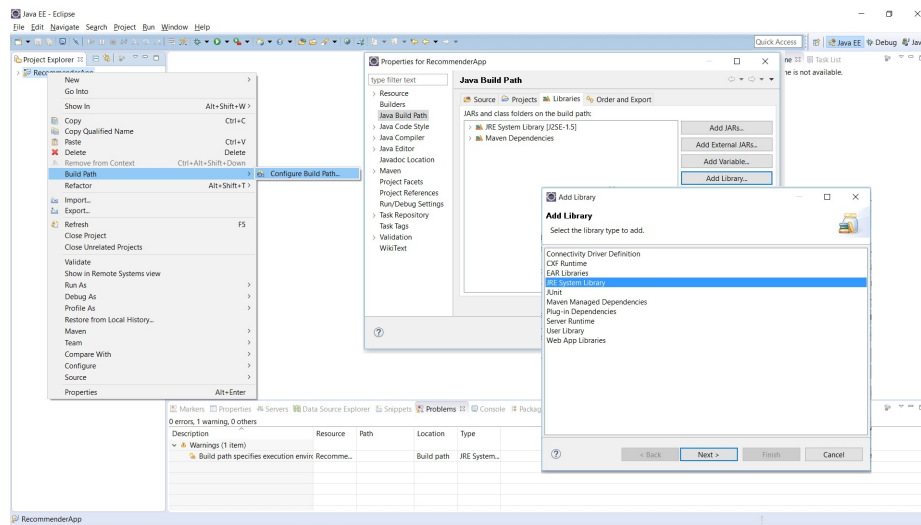 Java EE - Eclipse
File Edit Navigate Search Project Run Window Help
Quick Access
Java EE
Debug
Project Explorer
RecommenderApp
New
Go Into
Show In Alt+Shift+W
Copy Ctrl+C
Copy Qualified Name
Paste Ctrl+V
Delete Delete
Remove from Context Ctrl+Alt+Shift+Down
Build Path
Configure Build Path...
Refactor Alt+Shift+T
Import...
Export...
Refresh F5
Close Project
Close Unrelated Projects
Validate
Show in Remote Systems view
Run As
Debug As
Profile As
Restore from Local History...
Maven
Team
Compare With
Configure
Source
Properties Alt+Enter
Properties for RecommenderApp
type filter text
Resource
Builders
Java Build Path
Java Code Style
Java Compiler
Java Editor
Javadoc Location
Maven
Project Facets
Project References
Run/Debug Settings
Task Repository
Task Tags
Validation
WikiText
Java Build Path
Source Projects Libraries Order and Export
JARs and class folders on the build path:
JRE System Library [J2SE-1.5]
Maven Dependencies
Add JARs...
Add External JARs...
Add Variable...
Add Library...
Task List
is not available.
Add Library
Add Library
Select the library type to add.
Connectivity Driver Definition
CXF Runtime
EAR Libraries
JRE System Library
JUnit
Maven Managed Dependencies
Plug-in Dependencies
Server Runtime
User Library
Web App Libraries
< Back Next > Finish Cancel
Markers Properties Servers Data Source Explorer Snippets Problems Console
0 errors, 1 warning, 0 others
Description Resource Path Location Type
Warnings (1 item)
Build path specifies execution envir Recomme... Build path JRE System...
RecommenderApp